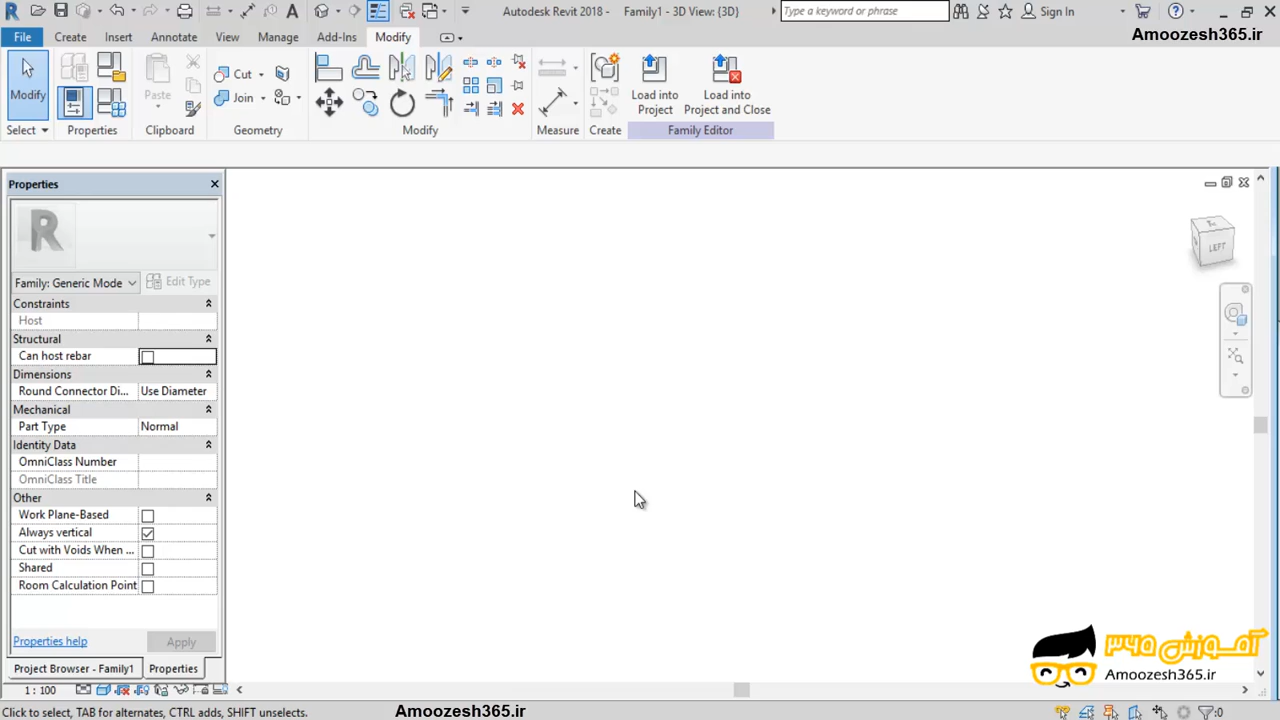 Autodesk Revit 2018 - Family1 - 3D View: {3D}
Type a keyword or phrase
Sign In
File Create Insert Annotate View Manage Add-Ins Modify
Amoozesh365.ir
Modify
Paste
Cut
Join
Load into Project
Load into Project and Close
Select Properties Clipboard Geometry Modify Measure Create Family Editor
Properties
R
LEFT
Family: Generic Mode
Edit Type
Constraints
Host
Structural
Can host rebar
Dimensions
Round Connector Di... Use Diameter
Mechanical
Part Type Normal
Identity Data
OmniClass Number
OmniClass Title
Other
Work Plane-Based
Always vertical
Cut with Voids When ...
Shared
Room Calculation Point
Properties help
Apply
آموزش ۳۶۵
Amoozesh365.ir
Project Browser - Family1 Properties
1 : 100
Click to select, TAB for alternates, CTRL adds, SHIFT unselects.
Amoozesh365.ir
:0